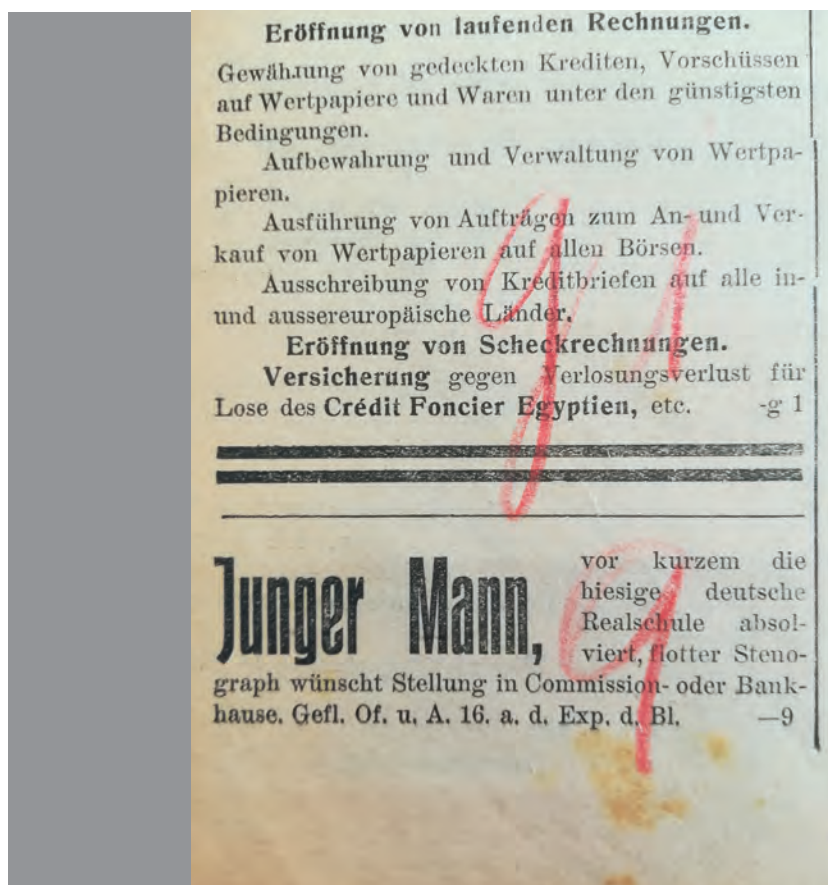 Eröffnung von laufenden Rechnungen.
Gewährung von gedeckten Krediten, Vorschüssen
auf Wertpapiere und Waren unter den günstigsten
Bedingungen.
Aufbewahrung und Verwaltung von Wertpa-
pieren.
Ausführung von Aufträgen zum An- und Ver-
kauf von Wertpapieren auf allen Börsen.
Ausschreibung von Kreditbriefen auf alle in-
und aussereuropäische Länder.
Eröffnung von Scheckrechnungen.
Versicherung gegen Verlosungsverlust für
Lose des Crédit Foncier Egyptien, etc. -g 1
91
Junger Mann, vor kurzem die
hiesige deutsche
Realschule absol-
viert, flotter Steno-
graph wünscht Stellung in Commission- oder Bank-
hause. Gefl. Of. u. A. 16. a. d. Exp. d. Bl. —9
9